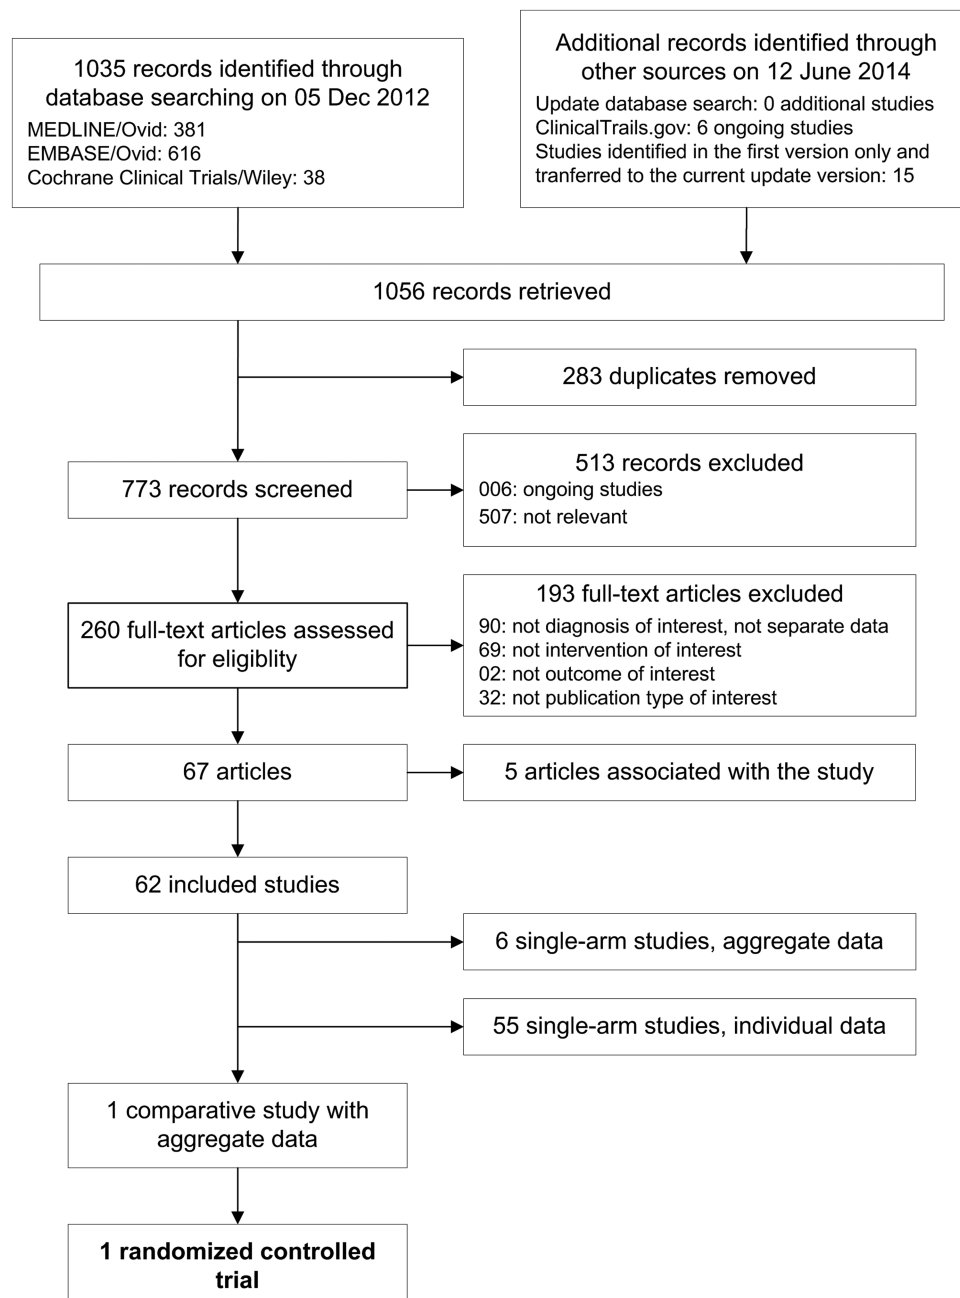 1035 records identified through
database searching on 05 Dec 2012
MEDLINE/Ovid: 381
EMBASE/Ovid: 616
Cochrane Clinical Trials/Wiley: 38
Additional records identified through
other sources on 12 June 2014
Update database search: 0 additional studies
ClinicalTrails.gov: 6 ongoing studies
Studies identified in the first version only and
tranferred to the current update version: 15
1056 records retrieved
283 duplicates removed
773 records screened
513 records excluded
006: ongoing studies
507: not relevant
260 full-text articles assessed
for eligiblity
193 full-text articles excluded
90: not diagnosis of interest, not separate data
69: not intervention of interest
02: not outcome of interest
32: not publication type of interest
67 articles
5 articles associated with the study
62 included studies
6 single-arm studies, aggregate data
55 single-arm studies, individual data
1 comparative study with
aggregate data
1 randomized controlled
trial